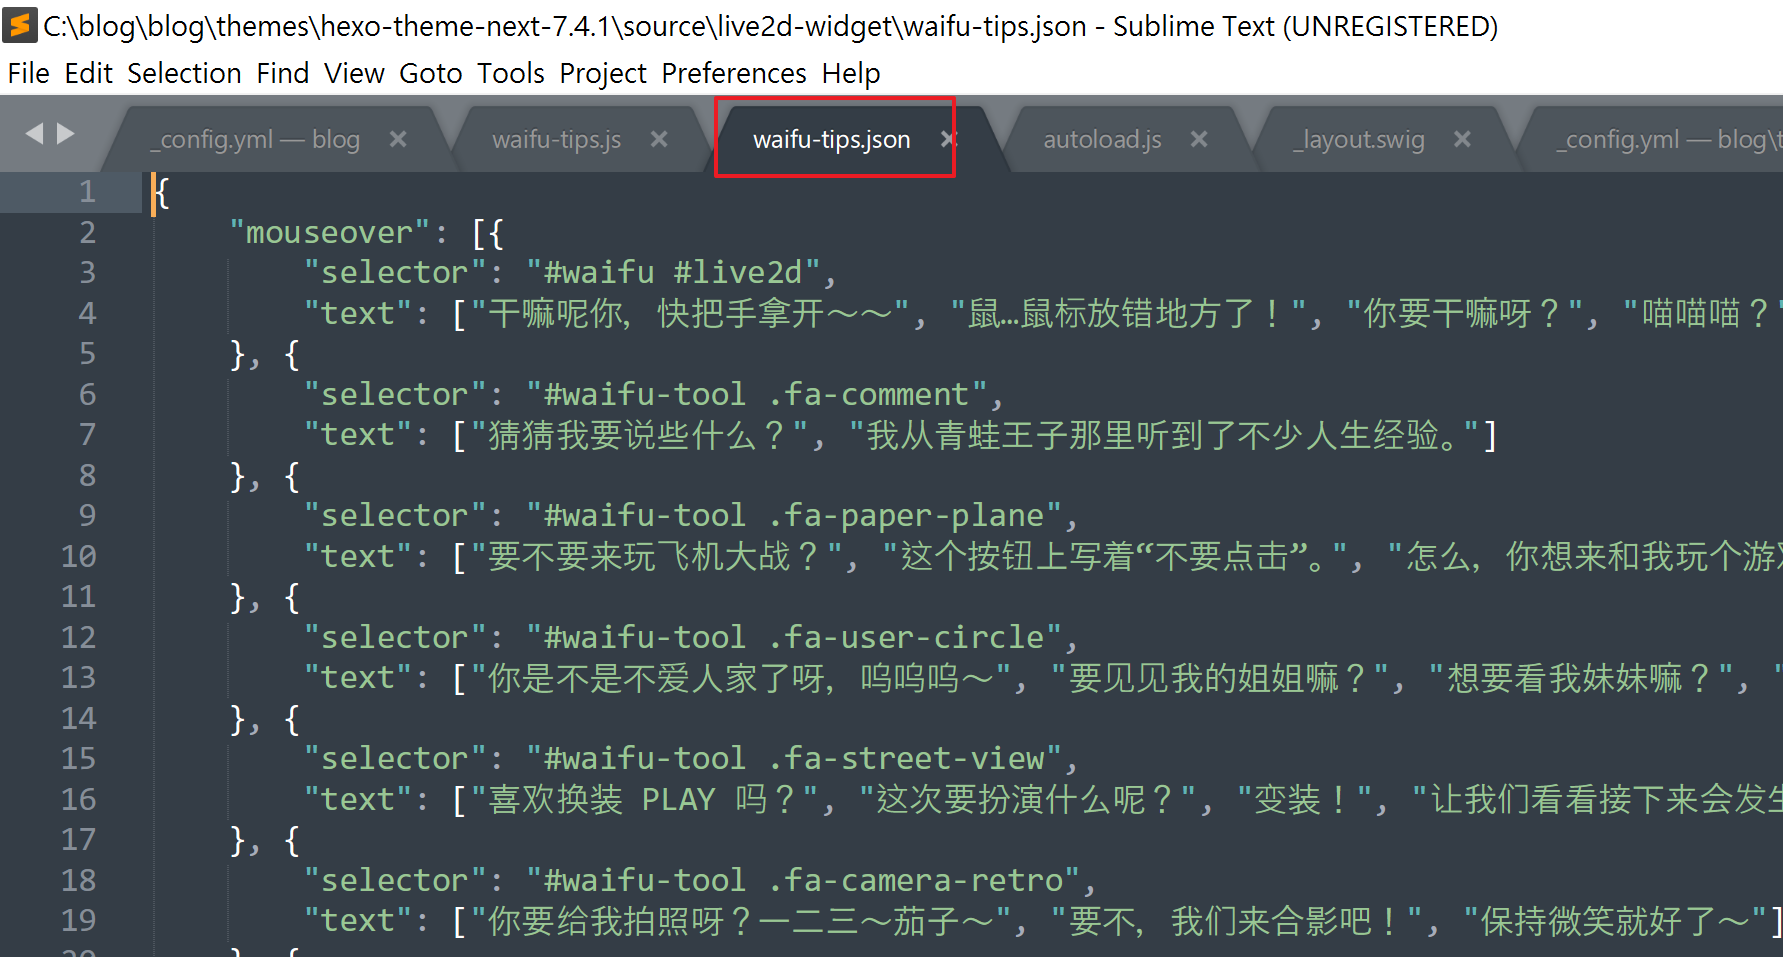 C:\blog\blog\themes\hexo-theme-next-7.4.1\source\live2d-widget\waifu-tips.json - Sublime Text (UNREGISTERED)
File Edit Selection Find View Goto Tools Project Preferences Help
_config.yml — blog × waifu-tips.js × waifu-tips.json × autoload.js × _layout.swig × _config.yml — blog\t
1 {
2 "mouseover": [{
3 "selector": "#waifu #live2d",
4 "text": ["干嘛呢你，快把手拿开～～", "鼠…鼠标放错地方了！", "你要干嘛呀？", "喵喵喵？"
5 }, {
6 "selector": "#waifu-tool .fa-comment",
7 "text": ["猜猜我要说些什么？", "我从青蛙王子那里听到了不少人生经验。"]
8 }, {
9 "selector": "#waifu-tool .fa-paper-plane",
10 "text": ["要不要来玩飞机大战？", "这个按钮上写着“不要点击”。", "怎么，你想来和我玩个游
11 }, {
12 "selector": "#waifu-tool .fa-user-circle",
13 "text": ["你是不是不爱人家了呀，呜呜呜～", "要见见我的姐姐嘛？", "想要看我妹妹嘛？", "
14 }, {
15 "selector": "#waifu-tool .fa-street-view",
16 "text": ["喜欢换装 PLAY 吗？", "这次要扮演什么呢？", "变装！", "让我们看看接下来会发生
17 }, {
18 "selector": "#waifu-tool .fa-camera-retro",
19 "text": ["你要给我拍照呀？一二三～茄子～", "要不，我们来合影吧！", "保持微笑就好了～"]
20 }, {